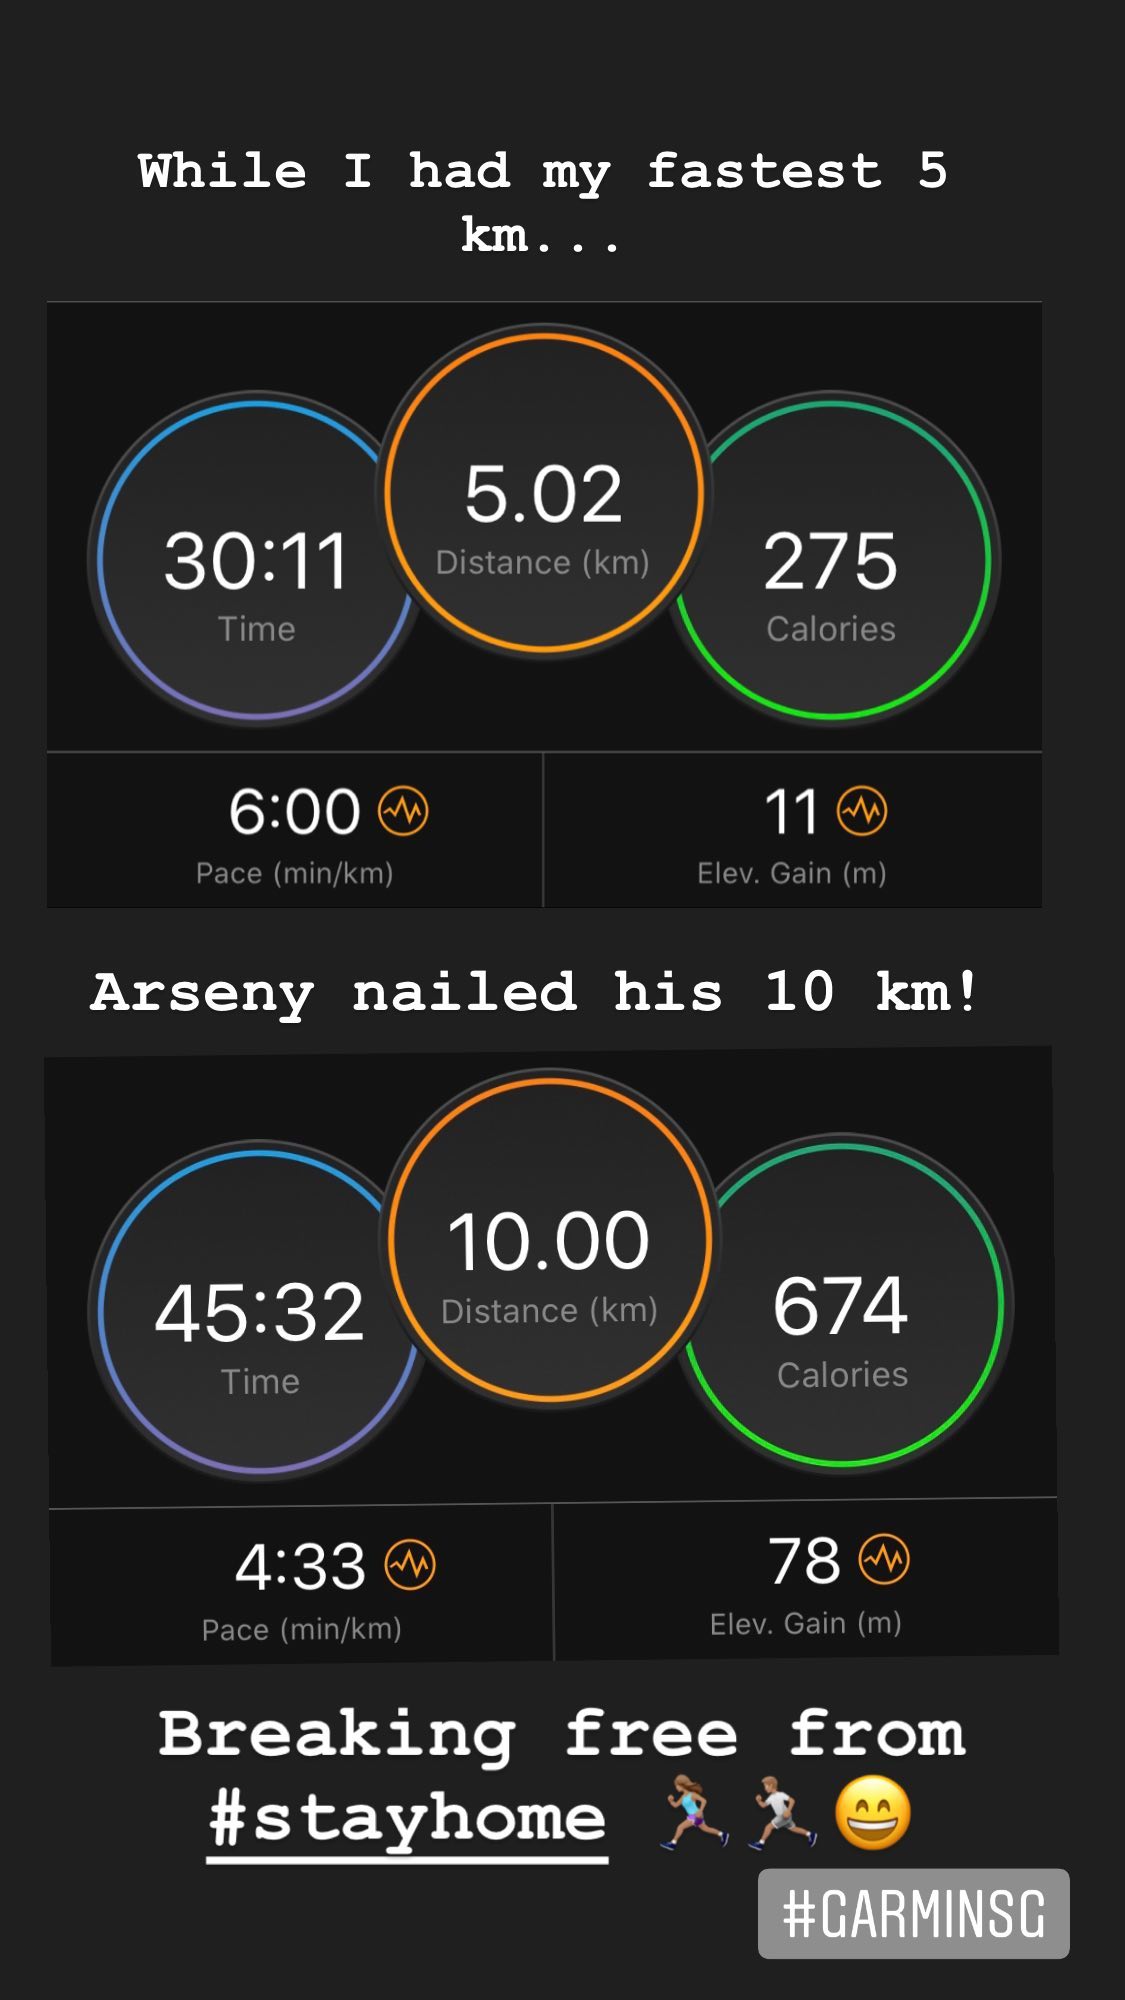 While I had my fastest 5
km...
5.02
Distance (km)
30:11
Time
275
Calories
6:00
Pace (min/km)
11
Elev. Gain (m)
Arseny nailed his 10 km!
10.00
Distance (km)
45:32
Time
674
Calories
4:33
Pace (min/km)
78
Elev. Gain (m)
Breaking free from
#stayhome 🏃🏽‍♀️🏃🏼😄
#GARMINSG